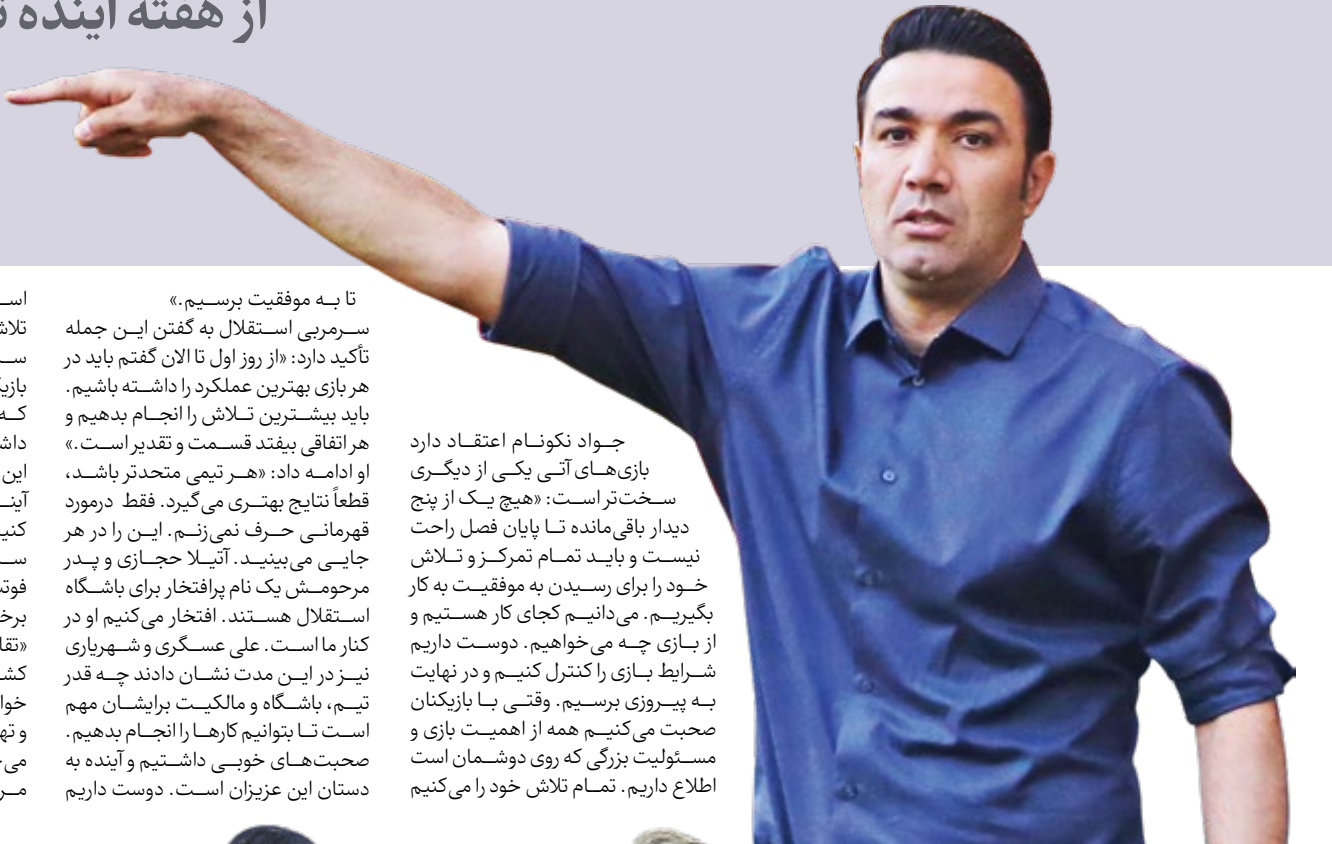 از هفته آینده
جـواد نکونـام اعتقـاد دارد
بازی‌هـای آتـی یکـی از دیگـری
سـخت‌تر اسـت: «هیچ یـک از پنج
دیدار باقی‌مانده تـا پایان فصل راحت
نیسـت و بایـد تمـام تمرکـز و تـلاش
خـود را برای رسـیدن به موفقیـت به کار
بگیریـم. می‌دانیـم کجای کار هسـتیم و
از بـازی چـه می‌خواهیم. دوسـت داریم
شـرایط بـازی را کنترل کنیـم و در نهایت
بـه پیـروزی برسـیم. وقتـی بـا بازیکنان
صحبت می‌کنیـم همه از اهمیـت بازی و
مسـئولیت بزرگی که روی دوشـمان است
اطلاع داریم. تمـام تلاش خود را می‌کنیم
تا بـه موفقیت برسـیم.»
سـرمربی اسـتقلال به گفتن ایـن جمله
تأکید دارد: «از روز اول تا الان گفتم باید در
هر بازی بهترین عملکرد را داشـته باشیم.
باید بیشـترین تـلاش را انجـام بدهیم و
هر اتفاقی بیفتد قسـمت و تقدیر اسـت.»
او ادامـه داد: «هـر تیمی متحدتر باشـد،
قطعاً نتایج بهتـری می‌گیرد. فقط درمورد
قهرمانـی حـرف نمی‌زنـم. ایـن را در هر
جایـی می‌بینیـد. آتیـلا حجـازی و پـدر
مرحومـش یک نام پرافتخار برای باشـگاه
اسـتقلال هسـتند. افتخار می‌کنیم او در
کنار ما اسـت. علی عسـگری و شـهریاری
نیـز در ایـن مدت نشـان دادند چـه قدر
تیـم، باشـگاه و مالکیـت برایشـان مهم
اسـت تـا بتوانیم کارهـا را انجـام بدهیم.
صحبت‌هـای خوبـی داشـتیم و آینده به
دستان این عزیزان اسـت. دوست داریم
این